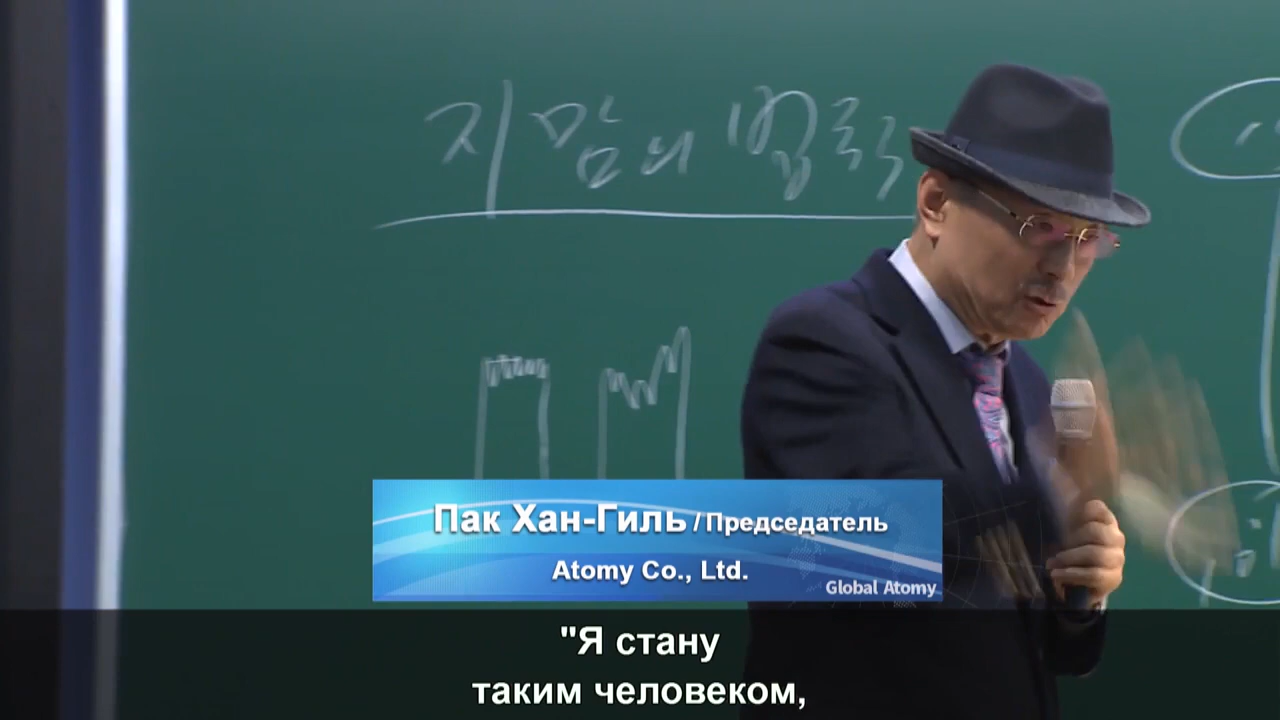 Пак Хан-Гиль / Председатель
Atomy Co., Ltd.
Global Atomy
"Я стану
таким человеком,